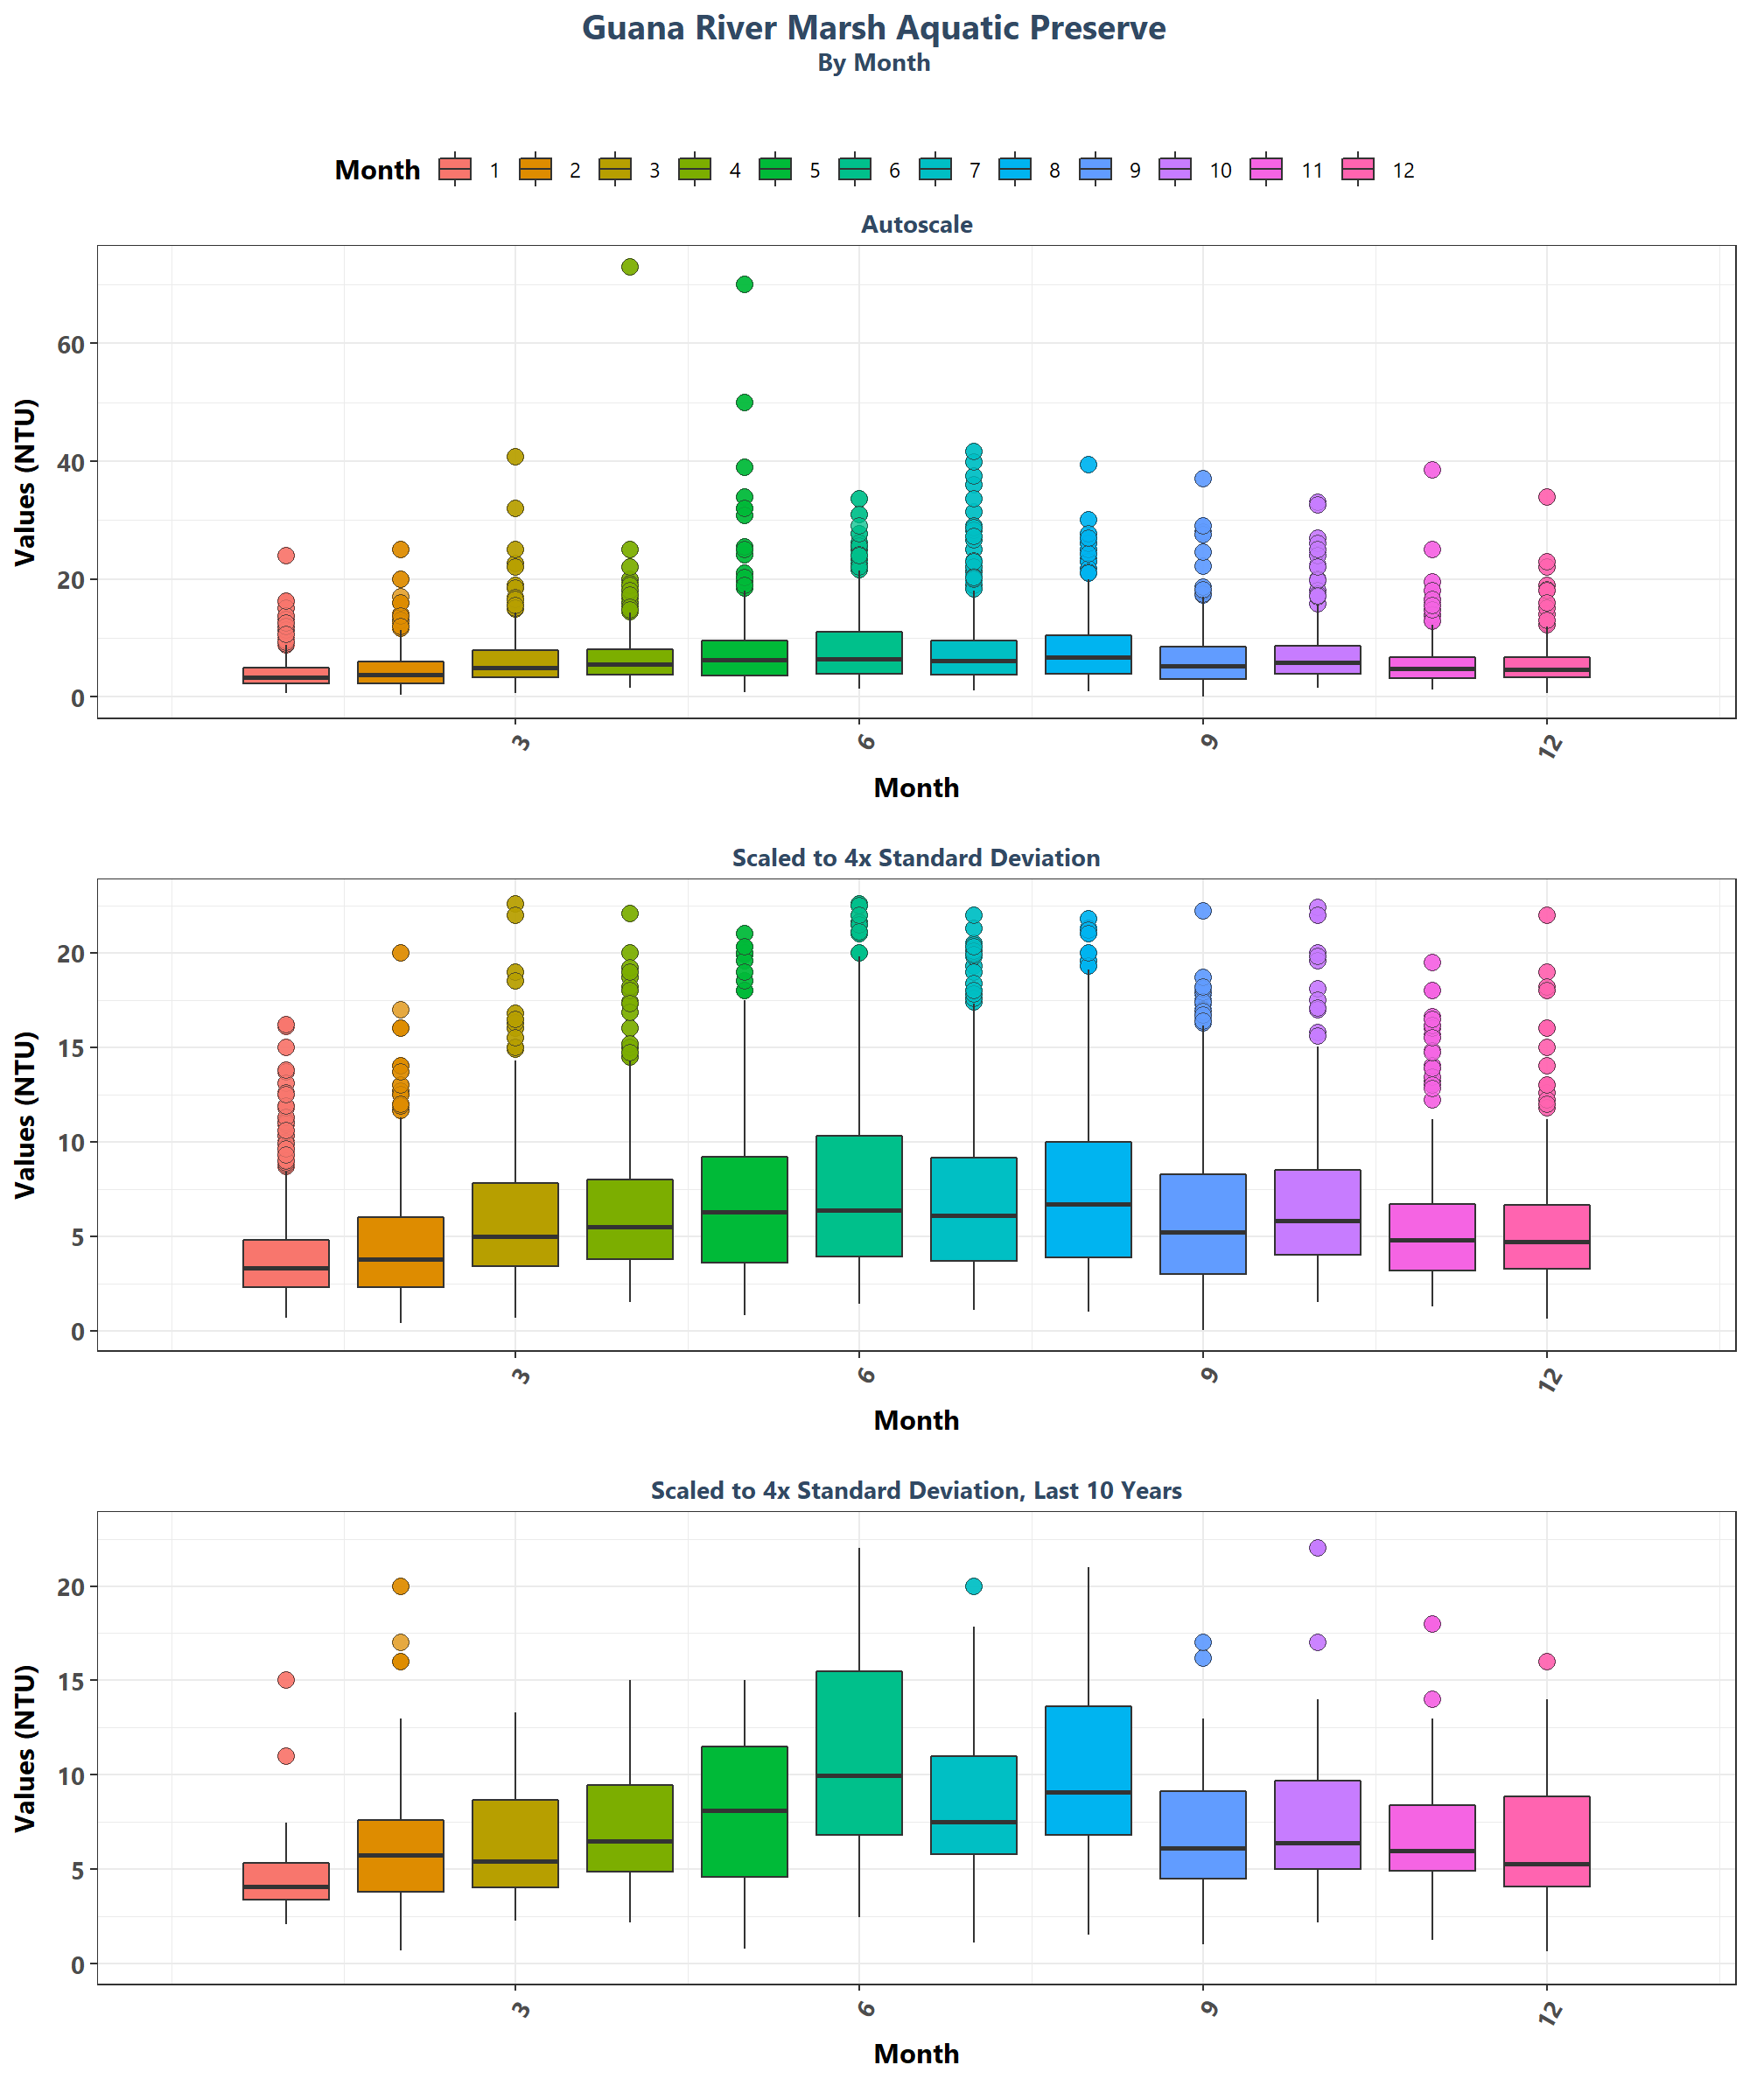 Guana River Marsh Aquatic Preserve
By Month
Month 1 2 3 4 5 6 7 8 9 10 11 12
Autoscale
Values (NTU)
60
40
20
0
3 6 9 12
Month
Scaled to 4x Standard Deviation
Values (NTU)
20
15
10
5
0
3 6 9 12
Month
Scaled to 4x Standard Deviation, Last 10 Years
Values (NTU)
20
15
10
5
0
3 6 9 12
Month